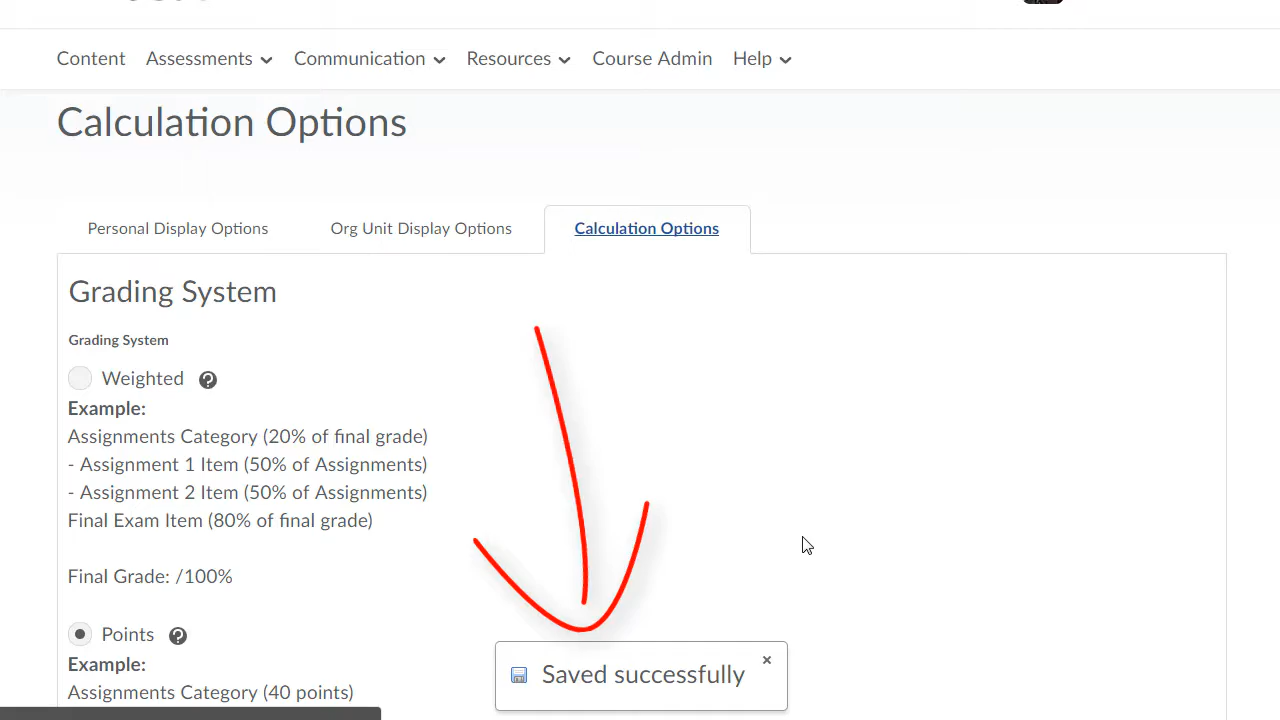 Content Assessments Communication Resources Course Admin Help
Calculation Options
Personal Display Options Org Unit Display Options Calculation Options
Grading System
Grading System
Weighted ?
Example:
Assignments Category (20% of final grade)
- Assignment 1 Item (50% of Assignments)
- Assignment 2 Item (50% of Assignments)
Final Exam Item (80% of final grade)
Final Grade: /100%
Points ?
Example:
Assignments Category (40 points)
Saved successfully ×